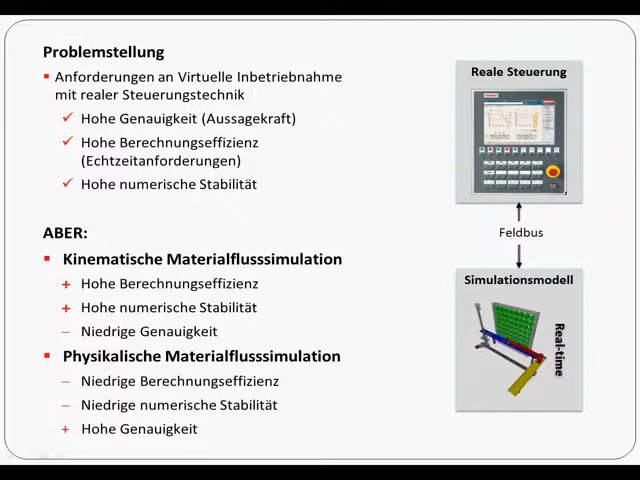 Problemstellung
Anforderungen an Virtuelle Inbetriebnahme
mit realer Steuerungstechnik
Hohe Genauigkeit (Aussagekraft)
Hohe Berechnungseffizienz
(Echtzeitanforderungen)
Hohe numerische Stabilität
ABER:
Kinematische Materialflusssimulation
+ Hohe Berechnungseffizienz
+ Hohe numerische Stabilität
– Niedrige Genauigkeit
Physikalische Materialflusssimulation
– Niedrige Berechnungseffizienz
– Niedrige numerische Stabilität
+ Hohe Genauigkeit
Reale Steuerung
Feldbus
Simulationsmodell
Real-time